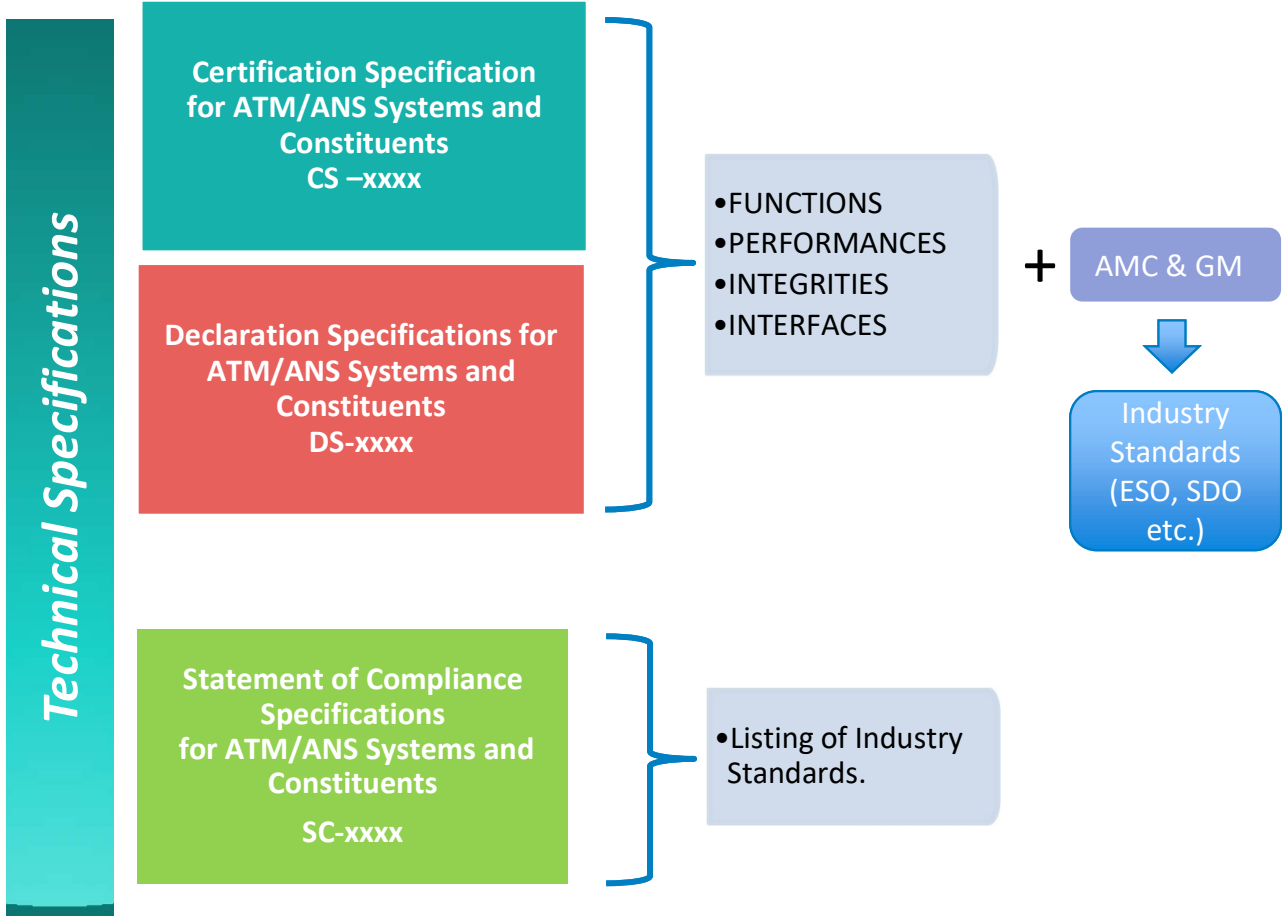 Technical Specifications
Certification Specification
for ATM/ANS Systems and
Constituents
CS –xxxx
Declaration Specifications for
ATM/ANS Systems and
Constituents
DS-xxxx
•FUNCTIONS
•PERFORMANCES
•INTEGRITIES
•INTERFACES
+
AMC & GM
Industry
Standards
(ESO, SDO
etc.)
Statement of Compliance
Specifications
for ATM/ANS Systems and
Constituents
SC-xxxx
•Listing of Industry
Standards.